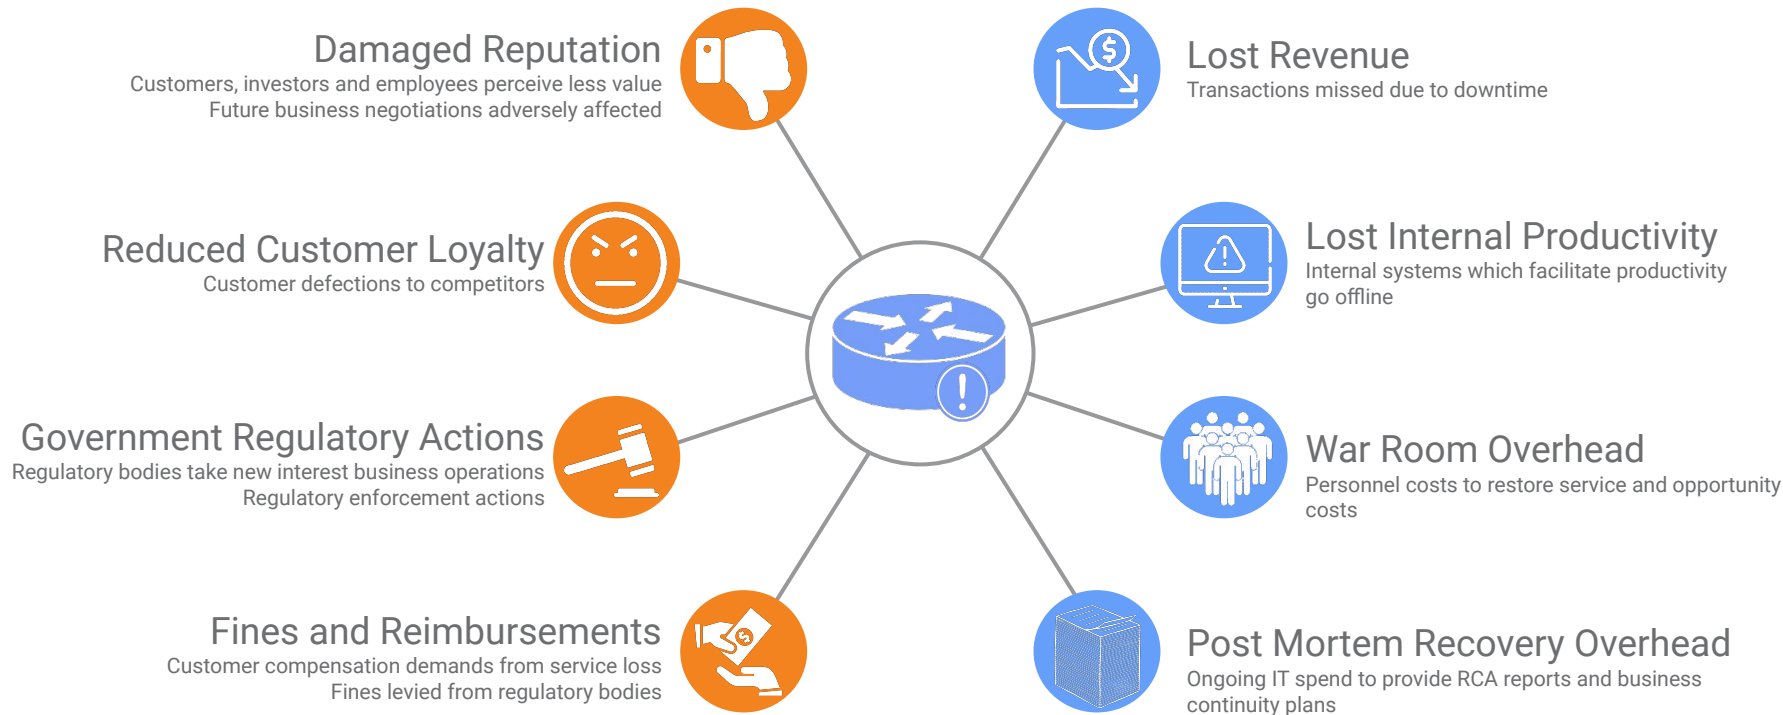 Damaged Reputation
Customers, investors and employees perceive less value
Future business negotiations adversely affected
Reduced Customer Loyalty
Customer defections to competitors
Government Regulatory Actions
Regulatory bodies take new interest business operations
Regulatory enforcement actions
Fines and Reimbursements
Customer compensation demands from service loss
Fines levied from regulatory bodies
$
$
Lost Revenue
Transactions missed due to downtime
Lost Internal Productivity
Internal systems which facilitate productivity
go offline
War Room Overhead
Personnel costs to restore service and opportunity
costs
Post Mortem Recovery Overhead
Ongoing IT spend to provide RCA reports and business
continuity plans